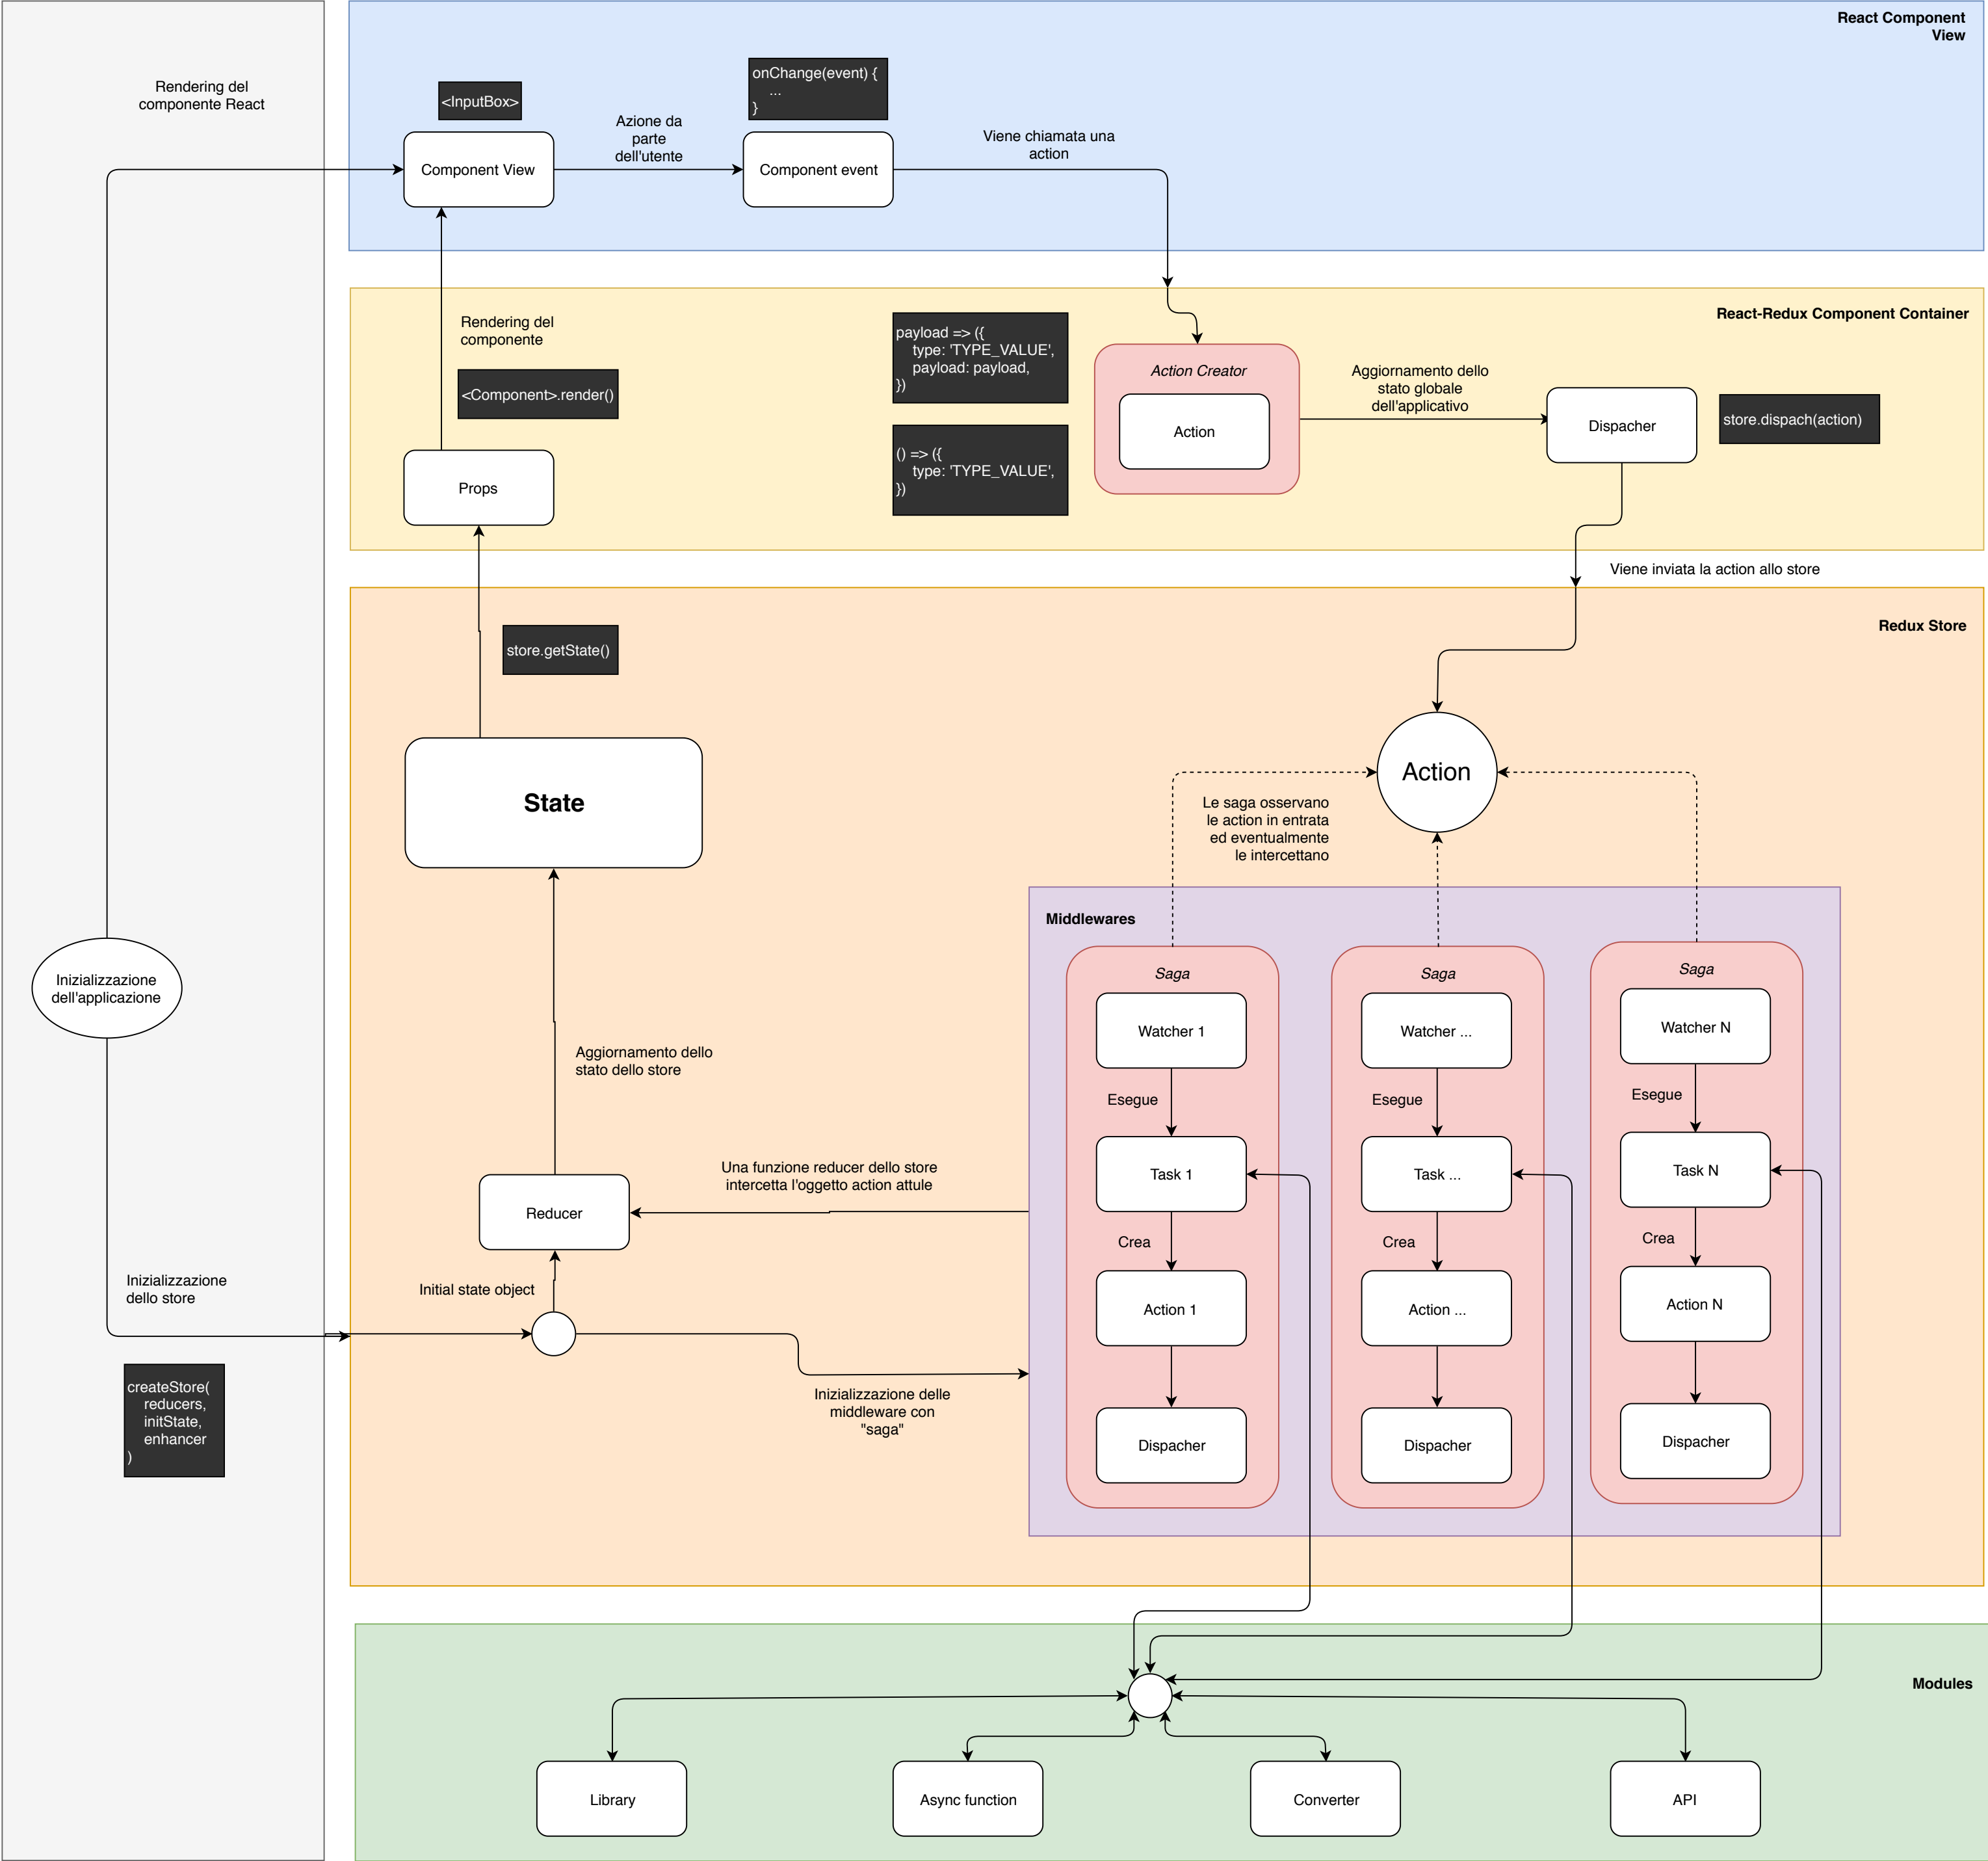 React Component
View
Rendering del
componente React
<InputBox>
onChange(event) {
...
}
Azione da
parte
dell'utente
Viene chiamata una
action
Component View
Component event
React-Redux Component Container
Rendering del
componente
<Component>.render()
Props
payload => ({
type: 'TYPE_VALUE',
payload: payload,
})
() => ({
type: 'TYPE_VALUE',
})
Action Creator
Action
Aggiornamento dello
stato globale
dell'applicativo
Dispacher
store.dispach(action)
Viene inviata la action allo store
Redux Store
store.getState()
State
Action
Le saga osservano
le action in entrata
ed eventualmente
le intercettano
Middlewares
Saga
Watcher 1
Esegue
Task 1
Crea
Action 1
Dispacher
Saga
Watcher ...
Esegue
Task ...
Crea
Action ...
Dispacher
Saga
Watcher N
Esegue
Task N
Crea
Action N
Dispacher
Inizializzazione
dell'applicazione
Aggiornamento dello
stato dello store
Una funzione reducer dello store
intercetta l'oggetto action attule
Reducer
Initial state object
Inizializzazione
dello store
createStore(
reducers,
initState,
enhancer
)
Inizializzazione delle
middleware con
"saga"
Modules
Library
Async function
Converter
API